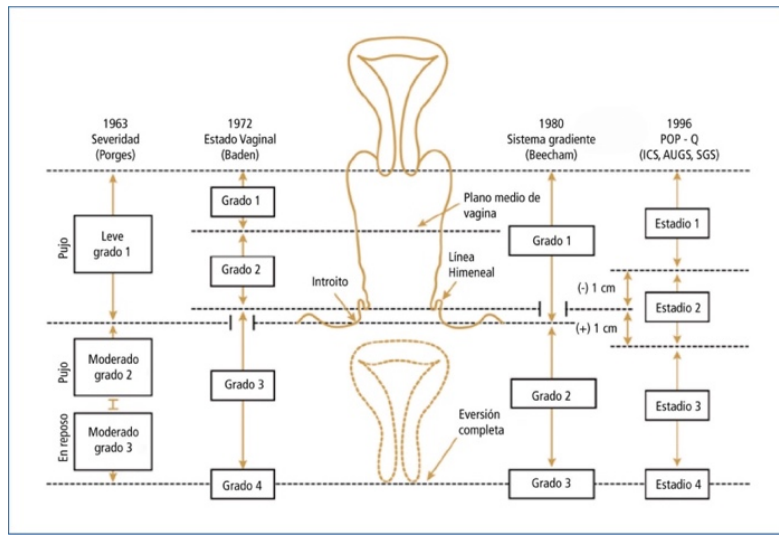 1963
Severidad
(Porges)
1972
Estado Vaginal
(Baden)
1980
Sistema gradiente
(Beecham)
1996
POP - Q
(ICS, AUGS, SGS)
Pujo
Leve
grado 1
Pujo
Moderado
grado 2
En reposo
Moderado
grado 3
Grado 1
Grado 2
Grado 3
Grado 4
Plano medio de
vagina
Línea
Himeneal
Introito
Eversión
completa
Grado 1
Grado 2
Grado 3
(-) 1 cm
(+) 1 cm
Estadio 1
Estadio 2
Estadio 3
Estadio 4